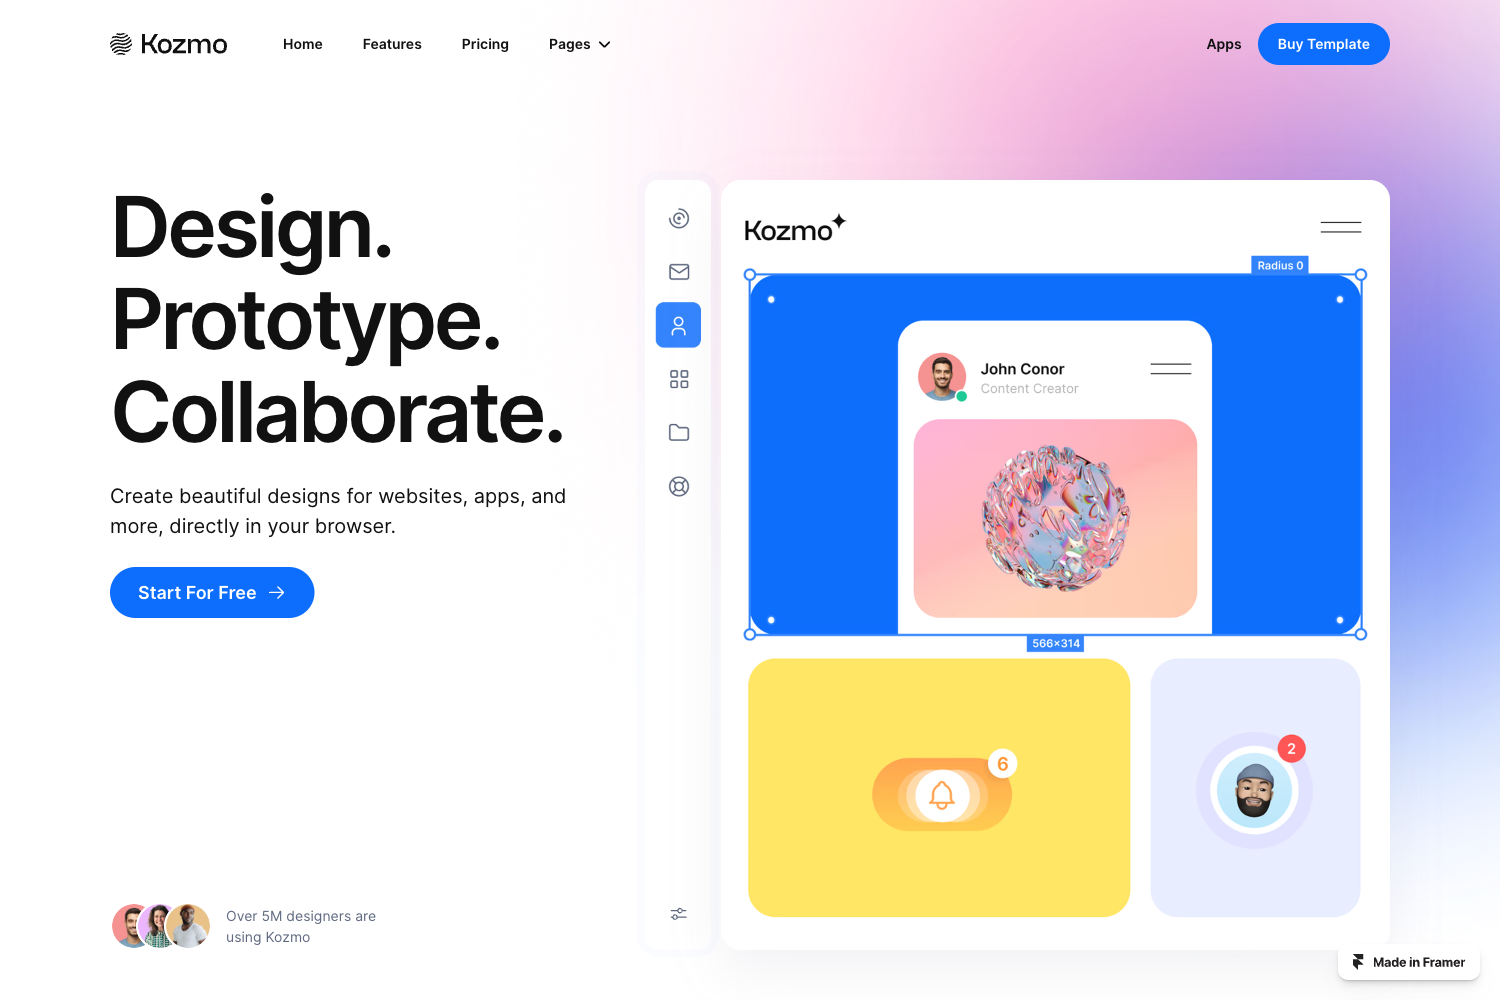 Kozmo
Home
Features
Pricing
Pages
Apps
Buy Template
Design.
Prototype.
Collaborate.
Create beautiful designs for websites, apps, and
more, directly in your browser.
Start For Free
Over 5M designers are
using Kozmo
Kozmo
Radius 0
John Conor
Content Creator
566×314
6
2
Made in Framer